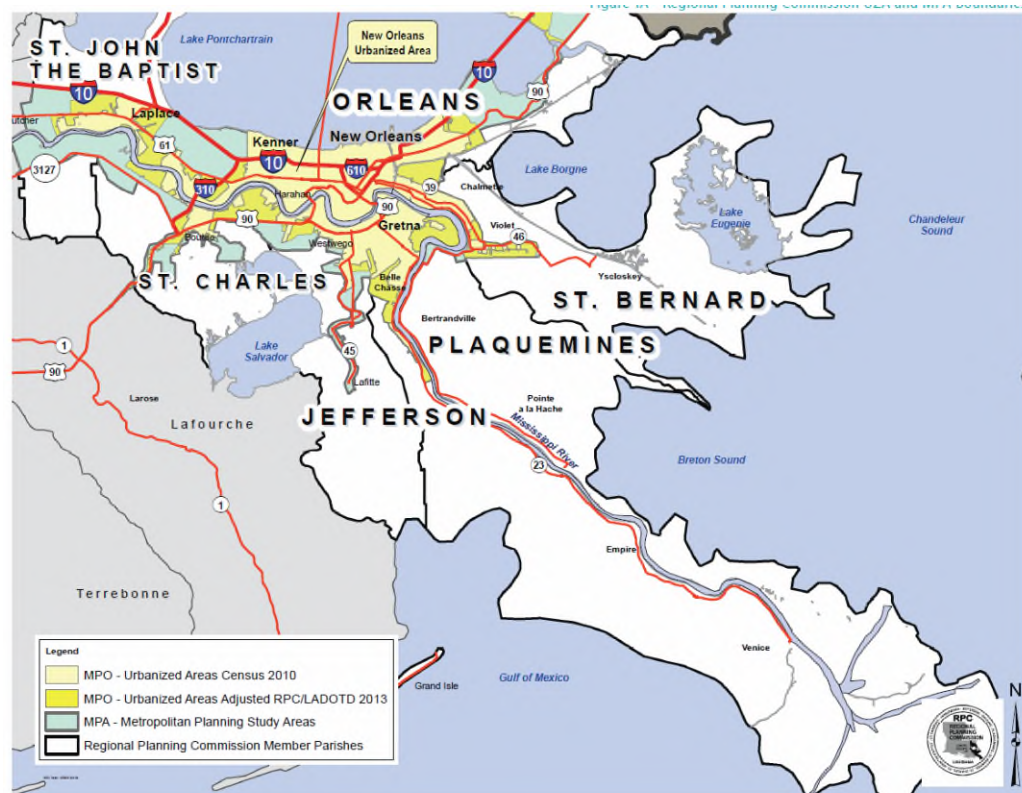 Figure 1A - Regional Planning Commission UZA and MPA Boundaries
ST. JOHN
THE BAPTIST
Lake Pontchartrain
New Orleans
Urbanized Area
10
10
90
ORLEANS
Laplace
utcher
61
Kenner
New Orleans
10
610
3127
310
Harahan
39
Chalmette
Lake Borgne
90
90
Gretna
Violet
46
Lake
Eugenie
Chandeleur
Sound
Boutte
Westwego
ST. CHARLES
Belle
Chasse
Yscloskey
ST. BERNARD
Bertrandville
PLAQUEMINES
Lake
Salvador
45
1
90
Lafitte
Larose
JEFFERSON
Pointe
a la Hache
Lafourche
Mississippi River
23
Breton Sound
1
Empire
Terrebonne
Venice
Grand Isle
Gulf of Mexico
Legend
MPO - Urbanized Areas Census 2010
MPO - Urbanized Areas Adjusted RPC/LADOTD 2013
MPA - Metropolitan Planning Study Areas
Regional Planning Commission Member Parishes
N
RPC
REGIONAL
PLANNING
COMMISSION
LOUISIANA